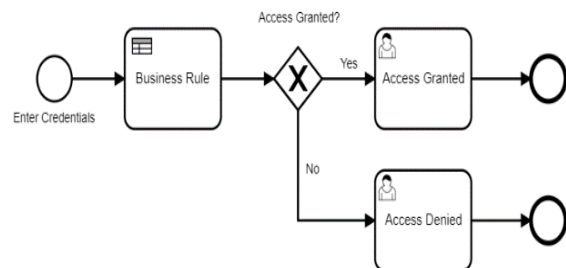 Access Granted?
Enter Credentials
Business Rule
Yes
Access Granted
No
Access Denied